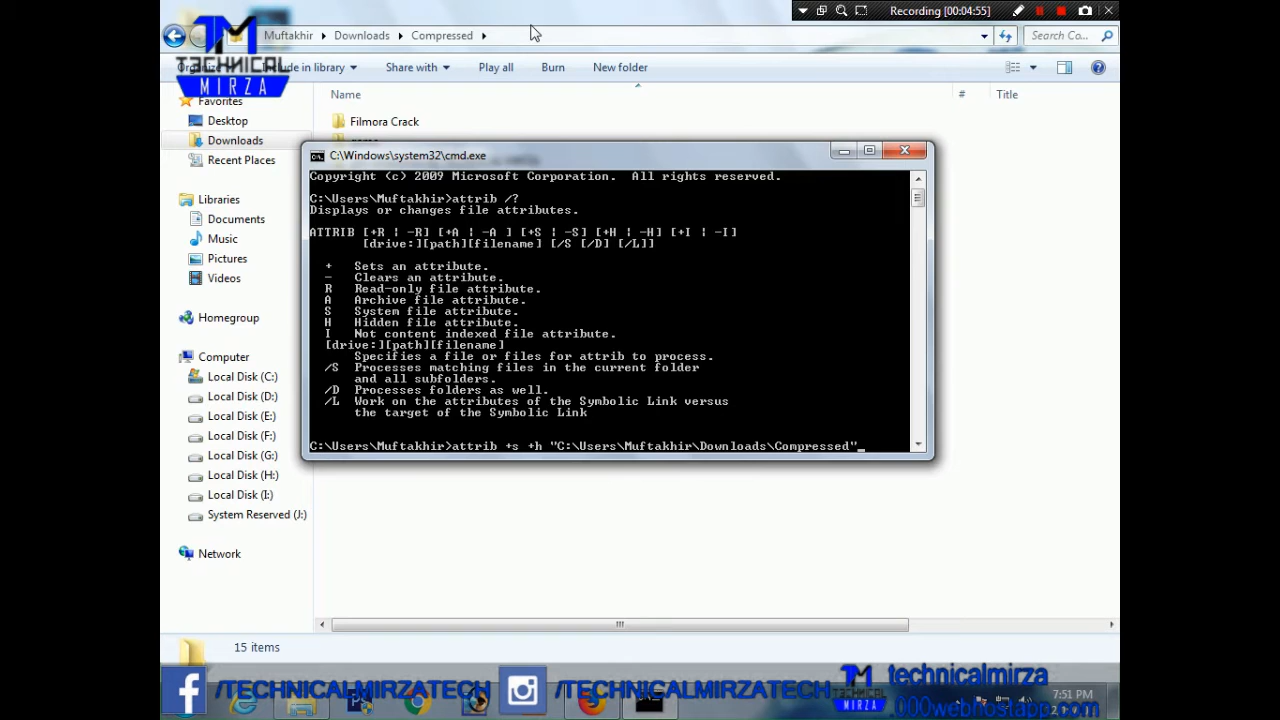 Recording [00:04:55]
Muftakhir Downloads Compressed
Search Co...
TM
TECHNICAL
MIRZA
Include in library Share with Play all Burn New folder
Name # Title
Favorites
Desktop
Downloads
Recent Places
Libraries
Documents
Music
Pictures
Videos
Homegroup
Computer
Local Disk (C:)
Local Disk (D:)
Local Disk (E:)
Local Disk (F:)
Local Disk (G:)
Local Disk (H:)
Local Disk (I:)
System Reserved (J:)
Network
Filmora Crack
C:\Windows\system32\cmd.exe
Copyright (c) 2009 Microsoft Corporation. All rights reserved.
C:\Users\Muftakhir>attrib /?
Displays or changes file attributes.
ATTRIB [+R ¦ -R] [+A ¦ -A ] [+S ¦ -S] [+H ¦ -H] [+I ¦ -I]
[drive:][path][filename] [/S [/D] [/L]]
+ Sets an attribute.
- Clears an attribute.
R Read-only file attribute.
A Archive file attribute.
S System file attribute.
H Hidden file attribute.
I Not content indexed file attribute.
[drive:][path][filename]
Specifies a file or files for attrib to process.
/S Processes matching files in the current folder
and all subfolders.
/D Processes folders as well.
/L Work on the attributes of the Symbolic Link versus
the target of the Symbolic Link
C:\Users\Muftakhir>attrib +s +h "C:\Users\Muftakhir\Downloads\Compressed"_
15 items
/TECHNICALMIRZATECH
/TECHNICALMIRZATECH
TM
TECHNICAL
MIRZA
technicalmirza
.000webhostapp.com
7:51 PM